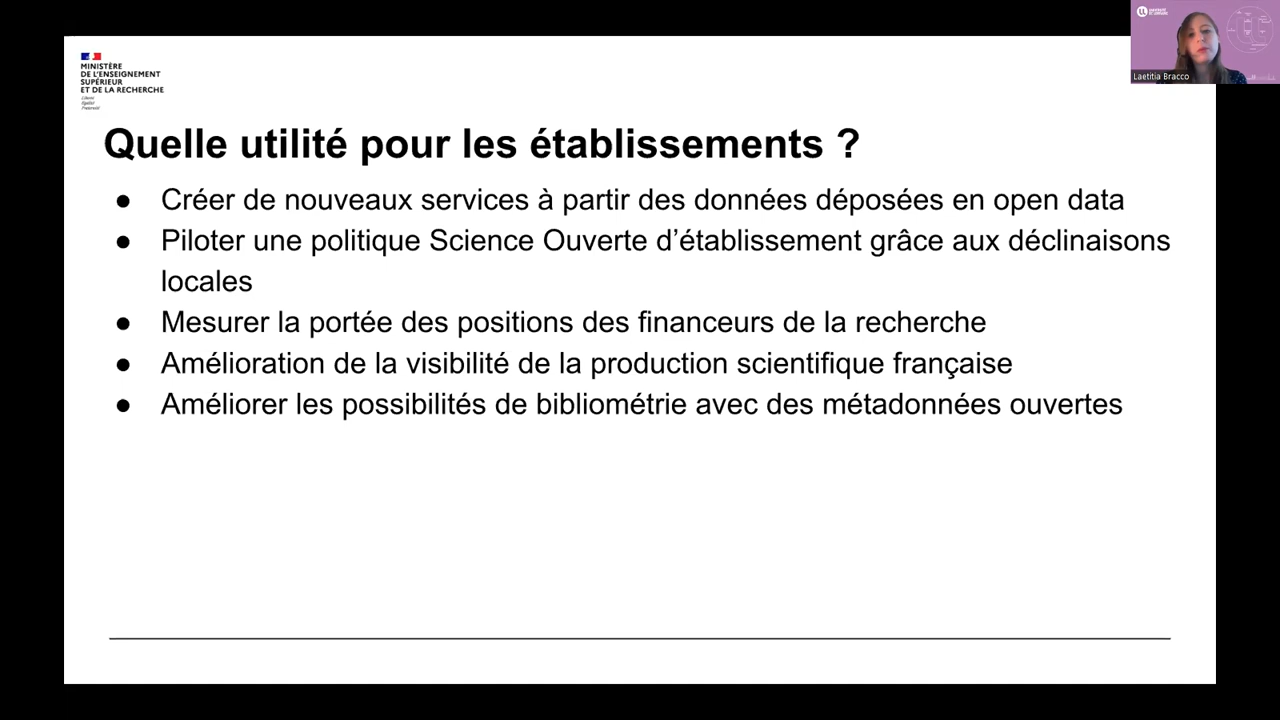 MINISTÈRE
DE L'ENSEIGNEMENT
SUPÉRIEUR
ET DE LA RECHERCHE
Liberté
Égalité
Fraternité
Laetitia Bracco
Quelle utilité pour les établissements ?
● Créer de nouveaux services à partir des données déposées en open data
● Piloter une politique Science Ouverte d’établissement grâce aux déclinaisons
locales
● Mesurer la portée des positions des financeurs de la recherche
● Amélioration de la visibilité de la production scientifique française
● Améliorer les possibilités de bibliométrie avec des métadonnées ouvertes